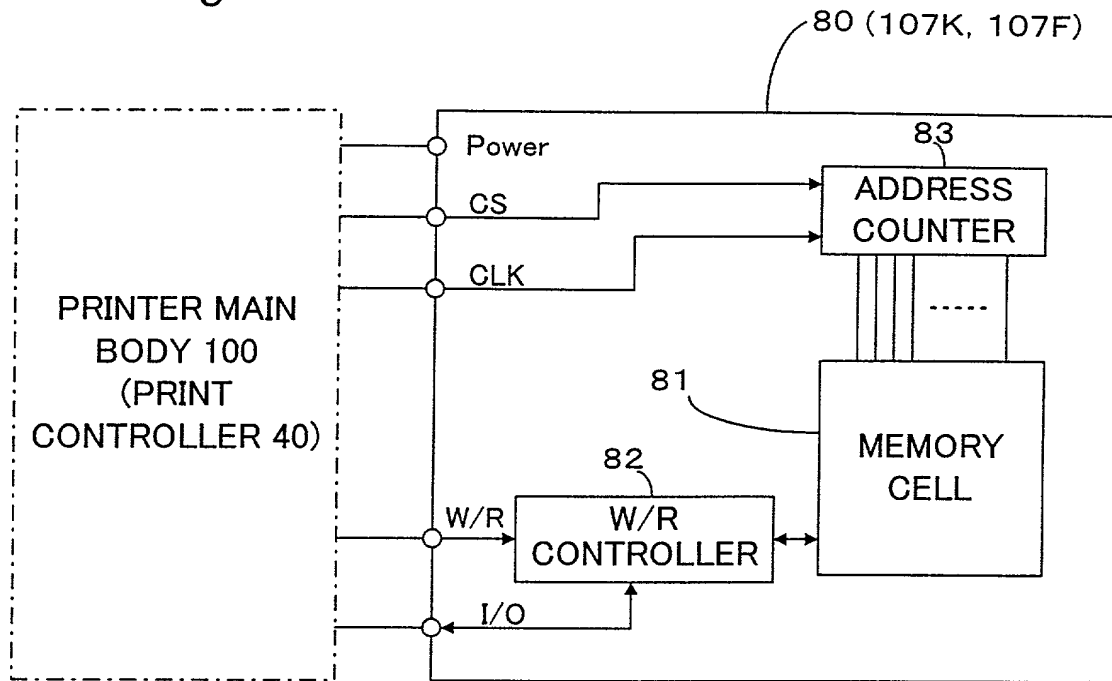 80 (107K, 107F)
Power
CS
CLK
83
ADDRESS
COUNTER
PRINTER MAIN
BODY 100
(PRINT
CONTROLLER 40)
81
MEMORY
CELL
82
W/R
W/R
CONTROLLER
I/O